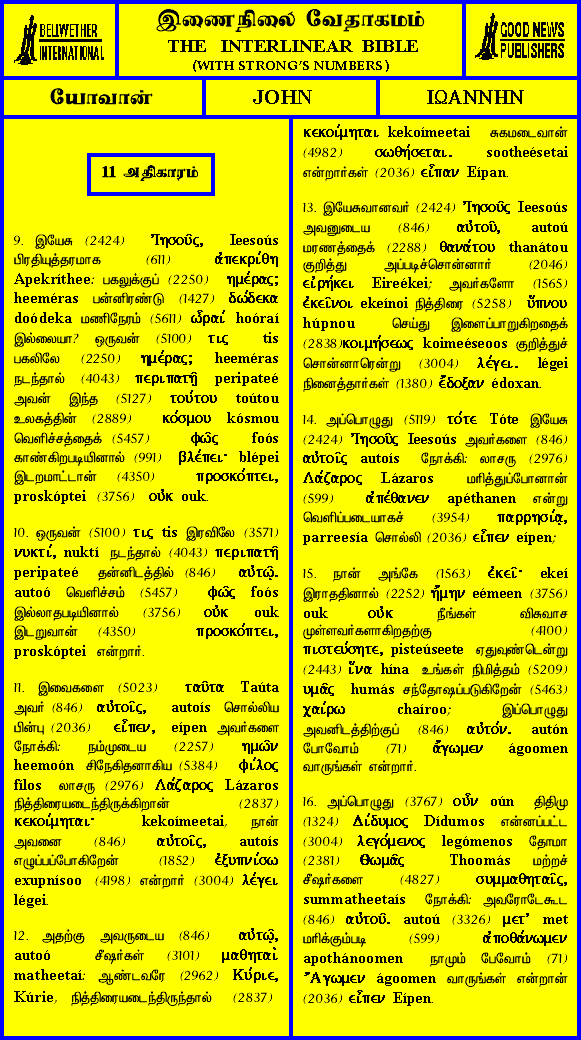 BELLWETHER
INTERNATIONAL
இணைநிலை வேதாகமம்
THE INTERLINEAR BIBLE
(WITH STRONG'S NUMBERS)
GOOD NEWS
PUBLISHERS
யோவான்
JOHN
ΙΩΑΝΝΗΝ
11 அதிகாரம்
9. இயேசு (2424) Ἰησοῦς, Ieesoús
பிரதியுத்தரமாக (611) ἀπεκρίθη
Apekríthee: பகலுக்குப் (2250) ημέρας;
heeméras பன்னிரண்டு (1427) δώδεκα
doódeka மணிநேரம் (5611) ὧραί hoóraí
இல்லையா? ஒருவன் (5100) τις tis
பகலிலே (2250) ημέρας; heeméras
நடந்தால் (4043) περιπατῆ peripateé
அவன் இந்த (5127) τούτου toútou
உலகத்தின் (2889) κόσμου kósmou
வெளிச்சத்தைக் (5457) φῶς foós
காண்கிறபடியினால் (991) βλέπει· blépei
இடறமாட்டான் (4350) προσκόπτει,
proskóptei (3756) οὐκ ouk.
10. ஒருவன் (5100) τις tis இரவிலே (3571)
νυκτί, nuktí நடந்தால் (4043) περιπατῆ
peripateé தன்னிடத்தில் (846) αὐτῷ.
autoó வெளிச்சம் (5457) φῶς foós
இல்லாதபடியினால் (3756) οὐκ ouk
இடறுவான் (4350) προσκόπτει,
proskóptei என்றார்.
11. இவைகளை (5023) ταῦτα Taúta
அவர் (846) αὐτοῖς, autoís சொல்லிய
பின்பு (2036) εἶπεν, eípen அவர்களை
நோக்கி: நம்முடைய (2257) ημῶν
heemoón சிநேகிதனாகிய (5384) φίλος
fílos லாசரு (2976) Λάζαρος Lázaros
நித்திரையடைந்திருக்கிறான் (2837)
κεκοίμηται· kekoímeetai, நான்
அவனை (846) αὐτοῖς, autoís
எழுப்பப்போகிறேன் (1852) ἐξυπνίσω
exupnísoo (4198) என்றார் (3004) λέγει
légei.
12. அதற்கு அவருடைய (846) αὐτῷ,
autoó சீஷர்கள் (3101) μαθηταὶ
matheetaí: ஆண்டவரே (2962) Κύριε,
Kúrie, நித்திரையடைந்திருந்தால் (2837)
κεκοίμηται kekoímeetai சுகமடைவான்
(4982) σωθήσεται. sootheésetai
என்றார்கள் (2036) εἶπαν Eípan.
13. இயேசுவானவர் (2424) Ἰησοῦς Ieesoús
அவனுடைய (846) αὐτοῦ, autoú
மரணத்தைக் (2288) θανάτου thanátou
குறித்து அப்படிச்சொன்னார் (2046)
εἰρήκει Eireékei; அவர்களோ (1565)
ἐκεῖνοι ekeínoi நித்திரை (5258) ὕπνου
húpnou செய்து இளைப்பாறுகிறதைக்
(2838)κοιμήσεως koimeéseoos குறித்துச்
சொன்னாரென்று (3004) λέγει. légei
நினைத்தார்கள் (1380) ἔδοξαν édoxan.
14. அப்பொழுது (5119) τότε Tóte இயேசு
(2424) Ἰησοῦς Ieesoús அவர்களை (846)
αὐτοῖς autoís நோக்கி: லாசரு (2976)
Λάζαρος Lázaros மரித்துப்போனான்
(599) ἀπέθανεν apéthanen என்று
வெளிப்படையாகச் (3954) παρρησίᾳ,
parreesía சொல்லி (2036) εἶπεν eípen;
15. நான் அங்கே (1563) ἐκεῖ· ekeí
இராததினால் (2252) ἤμην eémeen (3756)
ouk οὐκ நீங்கள் விசுவாச
முள்ளவர்களாகிறதற்கு (4100)
πιστεύσητε, pisteúseete ஏதுவுண்டென்று
(2443) ἵνα hína உங்கள் நிமித்தம் (5209)
υμᾶς humás சந்தோஷப்படுகிறேன் (5463)
χαίρω chaíroo; இப்பொழுது
அவனிடத்திற்குப் (846) αὐτόν. autón
போவோம் (71) ἄγωμεν ágoomen
வாருங்கள் என்றார்.
16. அப்பொழுது (3767) οὖν oún திதிமு
(1324) Δίδυμος Dídumos என்னப்பட்ட
(3004) λεγόμενος legómenos தோமா
(2381) Θωμᾶς Thoomás மற்றச்
சீஷர்களை (4827) συμμαθηταῖς,
summatheetaís நோக்கி: அவரோடேகூட
(846) αὐτοῦ. autoú (3326) μετ' met
மரிக்கும்படி (599) ἀποθάνωμεν
apothánoomen நாமும் பேவோம் (71)
Ἄγωμεν ágoomen வாருங்கள் என்றான்
(2036) εἶπεν Eípen.